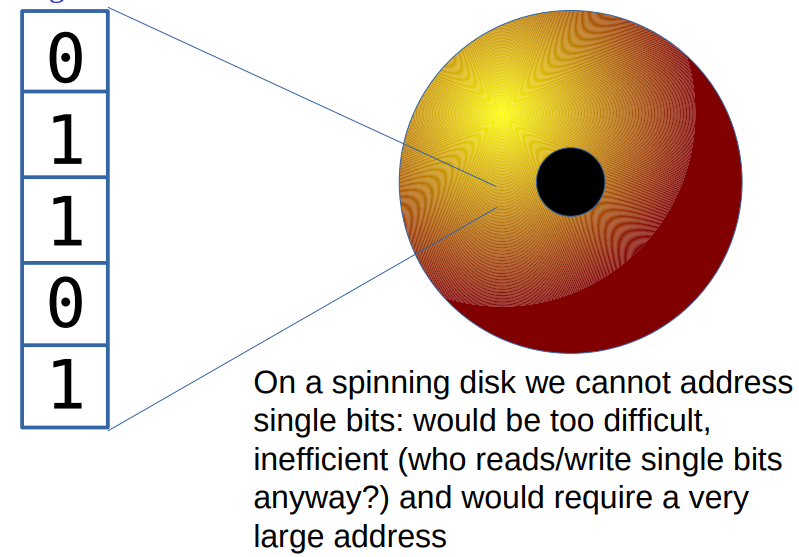 0
1
1
0
1
On a spinning disk we cannot address
single bits: would be too difficult,
inefficient (who reads/write single bits
anyway?) and would require a very
large address